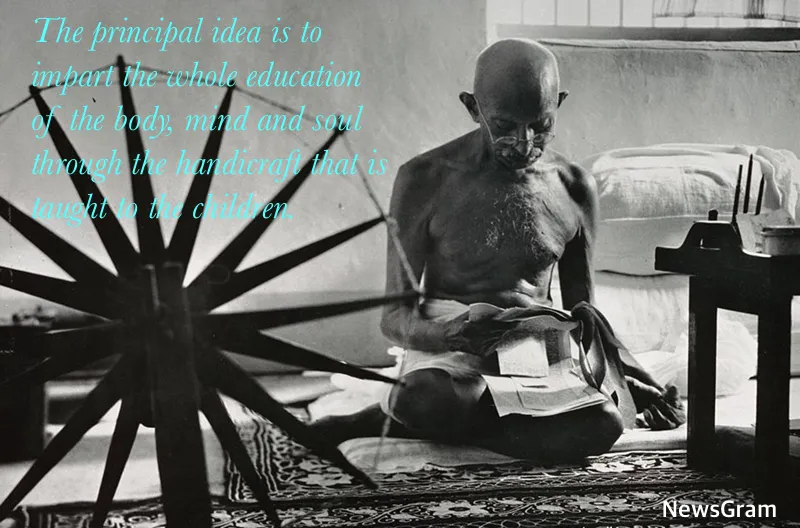 The principal idea is to
impart the whole education
of the body, mind and soul
through the handicraft that is
taught to the children.
NewsGram